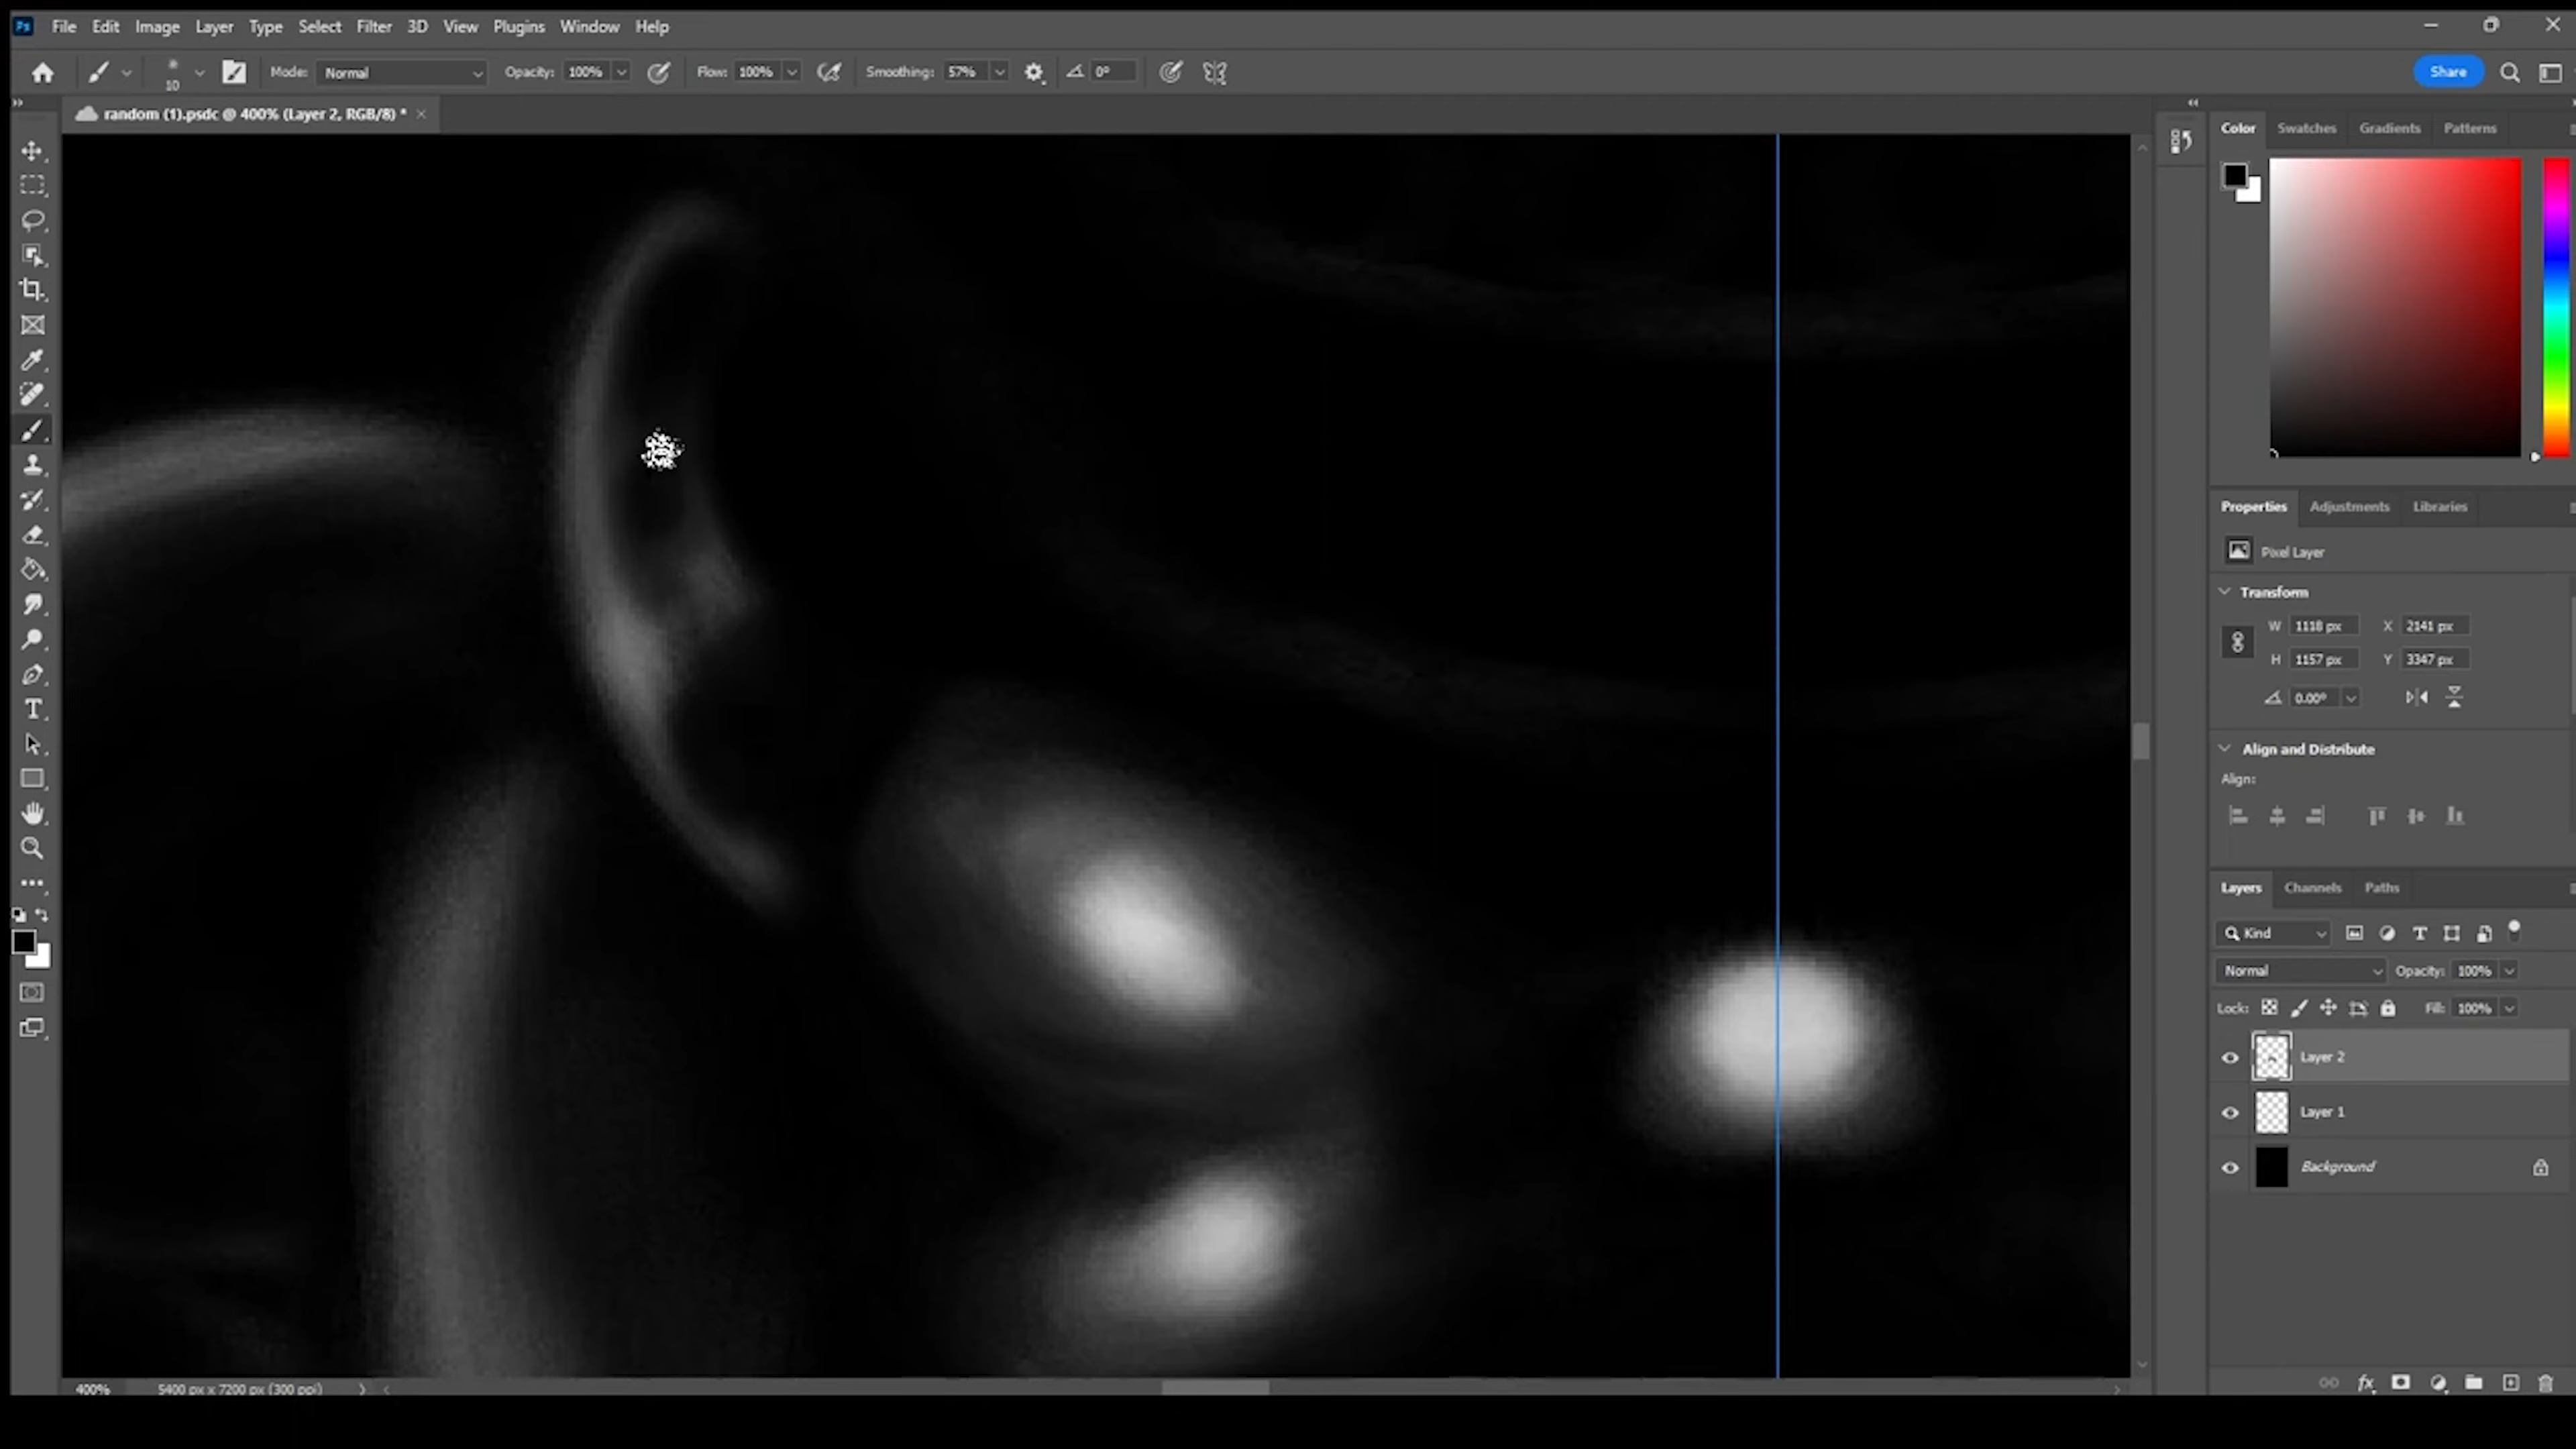 Ps File Edit Image Layer Type Select Filter 3D View Plugins Window Help
10 Mode: Normal Opacity: 100% Flow: 100% Smoothing: 57% 0° Share
random (1).psdc @ 400% (Layer 2, RGB/8) *
Color Swatches Gradients Patterns
Properties Adjustments Libraries
Pixel Layer
Transform
W 1118 px X 2141 px
H 1157 px Y 3347 px
0.00°
Align and Distribute
Align:
Layers Channels Paths
Kind
Normal Opacity: 100%
Lock: Fill: 100%
Layer 2
Layer 1
Background
400% 5400 px x 7200 px (300 ppi)